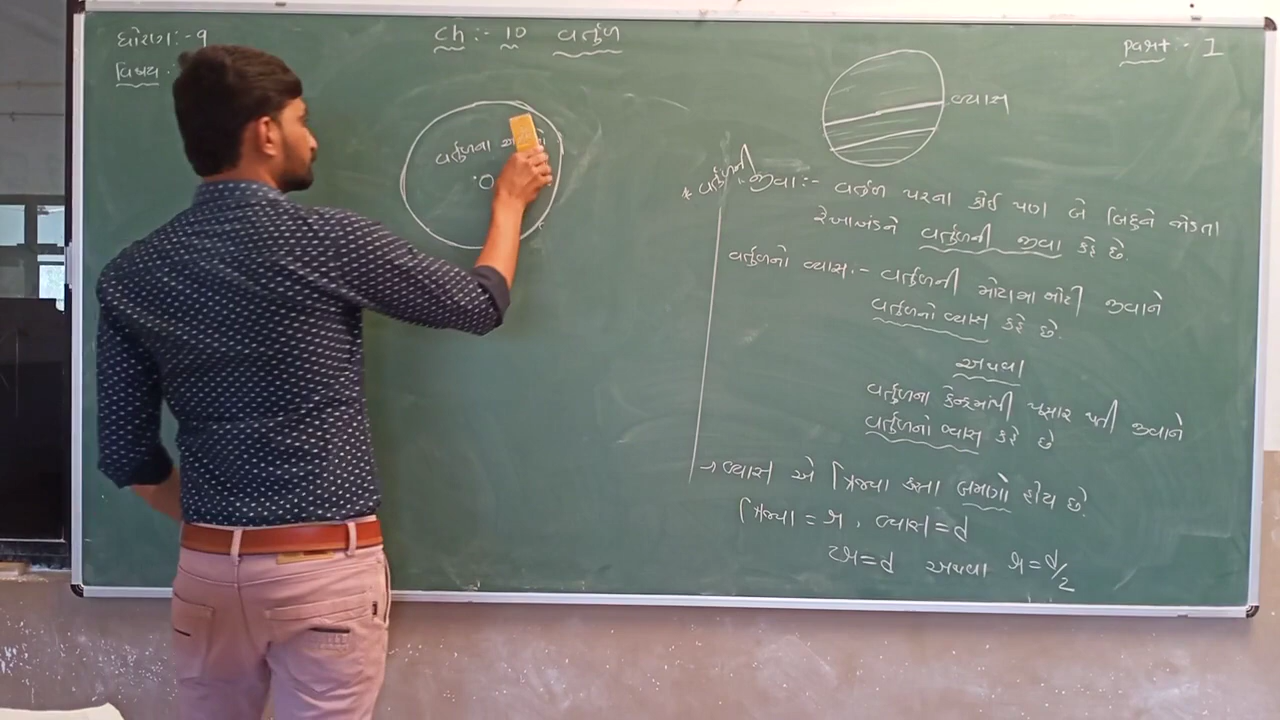 ધોરણ:-૧
વિષય :
Ch :- 10 વર્તુળ
Part - I
વર્તુળના
O
વ્યાસ
* વર્તુળની જીવા:- વર્તુળ પરના કોઈ પણ બે બિંદુને જોડતા
રેખાખંડને વર્તુળની જીવા કહે છે.
વર્તુળનો વ્યાસ:- વર્તુળની મોટામાં મોટી જીવાને
વર્તુળનો વ્યાસ કહે છે.
અથવા
વર્તુળના કેન્દ્રમાંથી પસાર થતી જીવાને
વર્તુળનો વ્યાસ કહે છે
→ વ્યાસ એ ત્રિજ્યા કરતા બમણો હોય છે.
ત્રિજ્યા = r, વ્યાસ = d
2r = d અથવા r = d/2